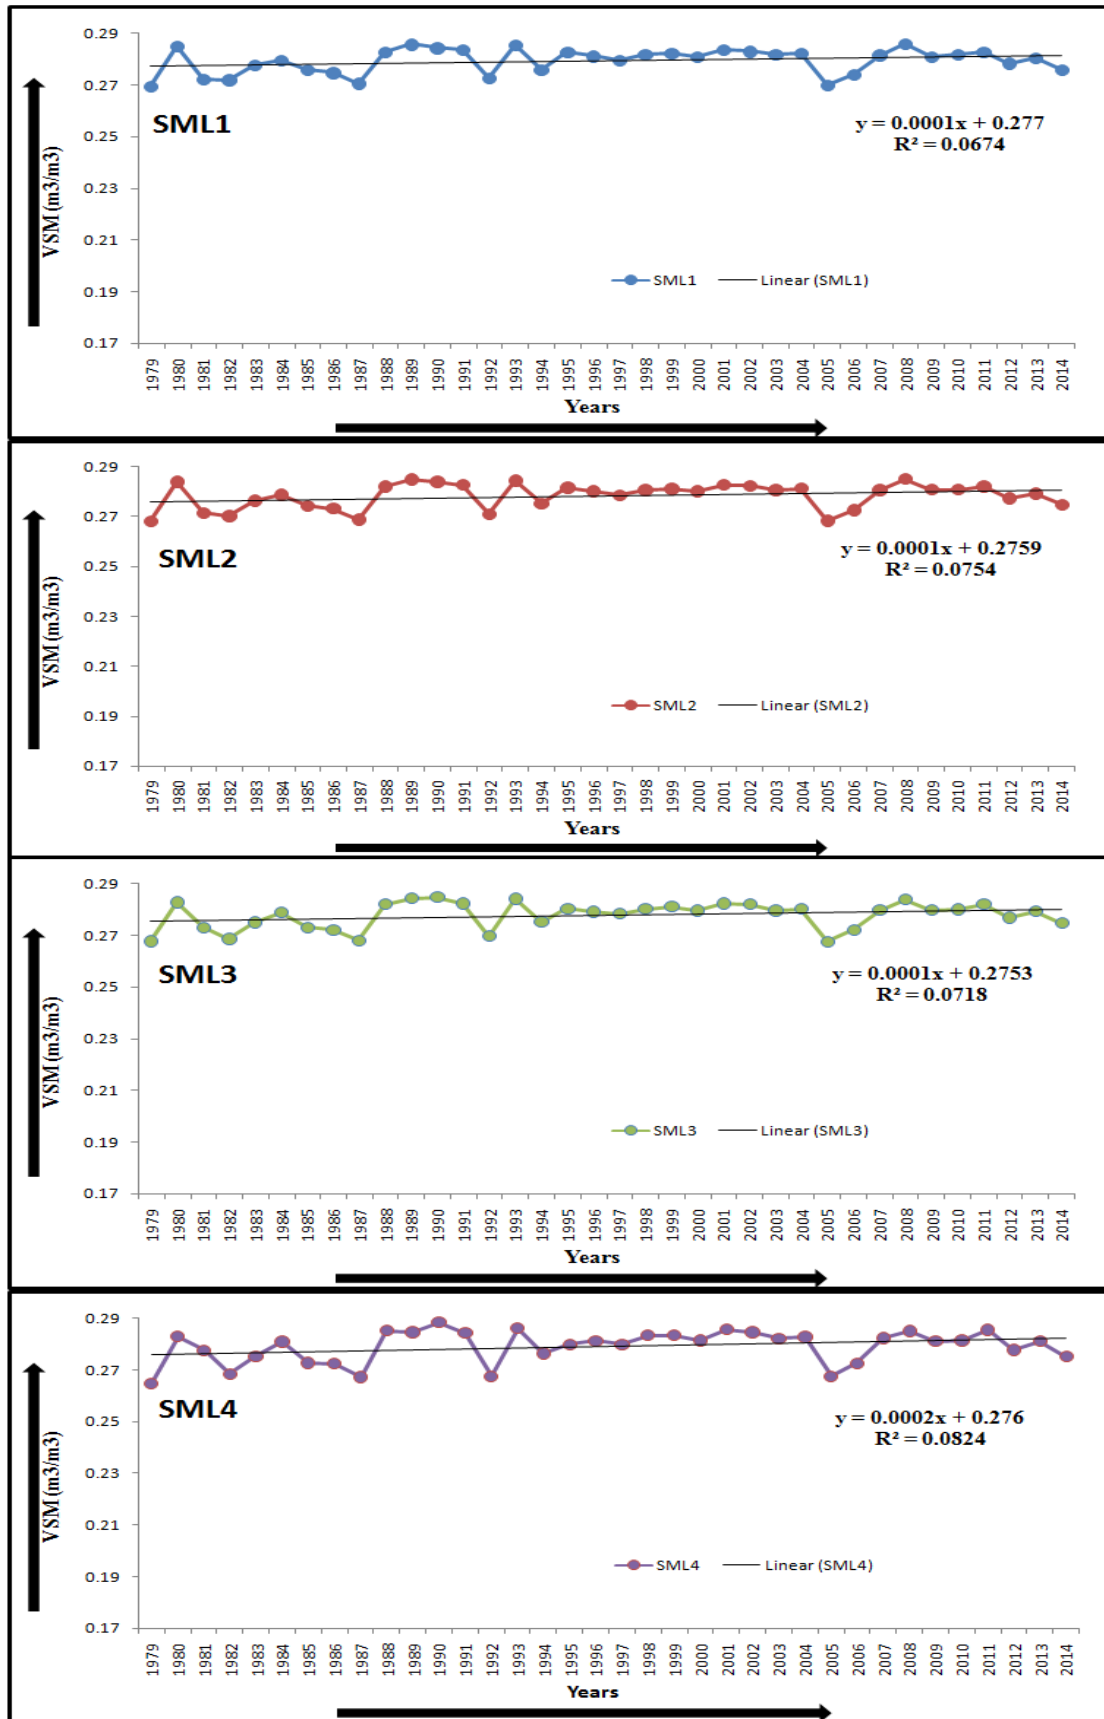 0.29
0.27
0.25
0.23
0.21
0.19
0.17
VSM (m3/m3)
SML1
y = 0.0001x + 0.277
R² = 0.0674
SML1 Linear (SML1)
1979 1980 1981 1982 1983 1984 1985 1986 1987 1988 1989 1990 1991 1992 1993 1994 1995 1996 1997 1998 1999 2000 2001 2002 2003 2004 2005 2006 2007 2008 2009 2010 2011 2012 2013 2014
Years
0.29
0.27
0.25
0.23
0.21
0.19
0.17
VSM (m3/m3)
SML2
y = 0.0001x + 0.2759
R² = 0.0754
SML2 Linear (SML2)
1979 1980 1981 1982 1983 1984 1985 1986 1987 1988 1989 1990 1991 1992 1993 1994 1995 1996 1997 1998 1999 2000 2001 2002 2003 2004 2005 2006 2007 2008 2009 2010 2011 2012 2013 2014
Years
0.29
0.27
0.25
0.23
0.21
0.19
0.17
VSM (m3/m3)
SML3
y = 0.0001x + 0.2753
R² = 0.0718
SML3 Linear (SML3)
1979 1980 1981 1982 1983 1984 1985 1986 1987 1988 1989 1990 1991 1992 1993 1994 1995 1996 1997 1998 1999 2000 2001 2002 2003 2004 2005 2006 2007 2008 2009 2010 2011 2012 2013 2014
Years
0.29
0.27
0.25
0.23
0.21
0.19
0.17
VSM (m3/m3)
SML4
y = 0.0002x + 0.276
R² = 0.0824
SML4 Linear (SML4)
1979 1980 1981 1982 1983 1984 1985 1986 1987 1988 1989 1990 1991 1992 1993 1994 1995 1996 1997 1998 1999 2000 2001 2002 2003 2004 2005 2006 2007 2008 2009 2010 2011 2012 2013 2014
Years